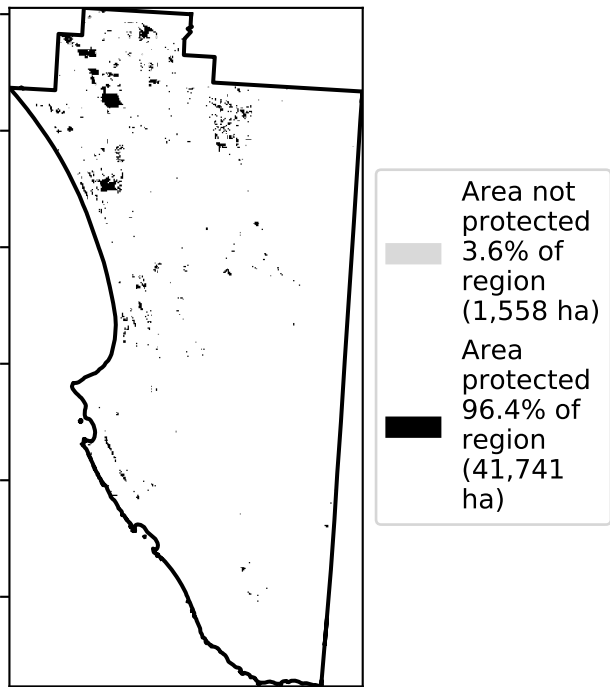 Area not
protected
3.6% of
region
(1,558 ha)
Area
protected
96.4% of
region
(41,741
ha)